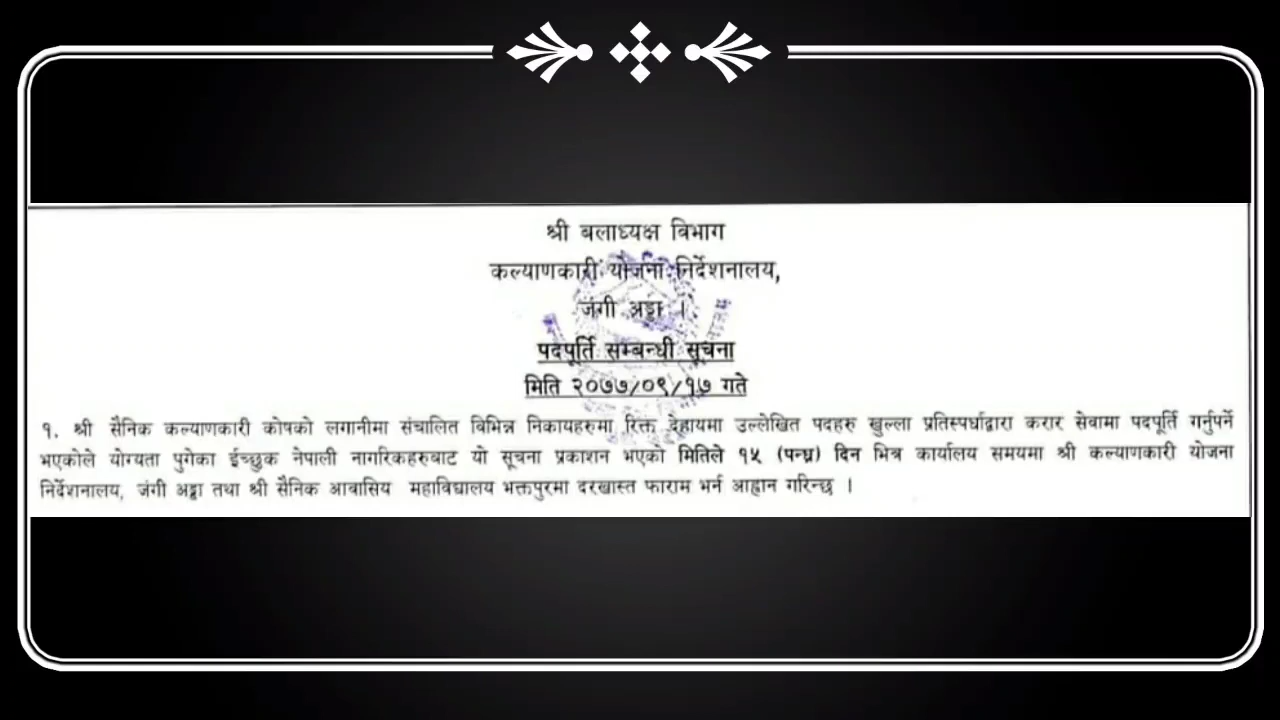 श्री बलाध्यक्ष विभाग
कल्याणकारी योजना निर्देशनालय,
जंगी अड्डा ।
पदपूर्ति सम्बन्धी सूचना
मिति २०७७/०९/१७ गते
१. श्री सैनिक कल्याणकारी कोषको लगानीमा संचालित विभिन्न निकायहरुमा रिक्त देहायमा उल्लेखित पदहरु खुल्ला प्रतिस्पर्धाद्वारा करार सेवामा पदपूर्ति गर्नुपर्ने
भएकोले योग्यता पुगेका ईच्छुक नेपाली नागरिकहरुबाट यो सूचना प्रकाशन भएको मितिले १५ (पन्ध्र) दिन भित्र कार्यालय समयमा श्री कल्याणकारी योजना
निर्देशनालय, जंगी अड्डा तथा श्री सैनिक आवासिय महाविद्यालय भक्तपुरमा दरखास्त फाराम भर्न आह्वान गरिन्छ ।